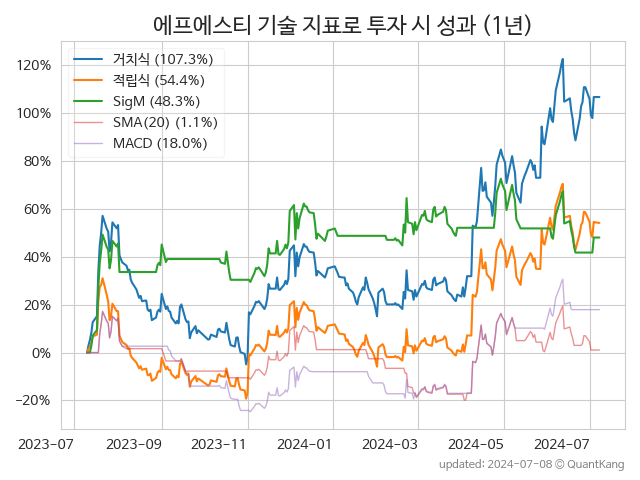 에프에스티 기술 지표로 투자 시 성과 (1년)
거치식 (107.3%)
적립식 (54.4%)
SigM (48.3%)
SMA(20) (1.1%)
MACD (18.0%)
120%
100%
80%
60%
40%
20%
0%
−20%
2023-07 2023-09 2023-11 2024-01 2024-03 2024-05 2024-07
updated: 2024-07-08 © QuantKang